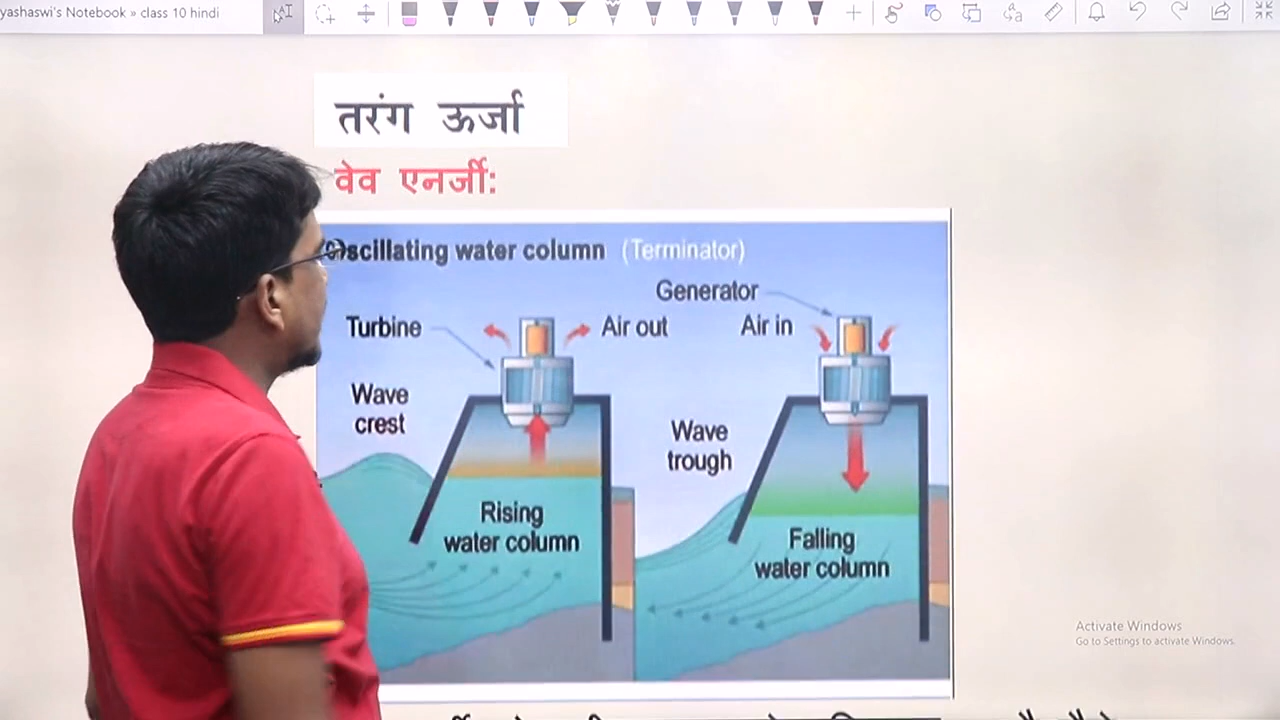 yashaswi's Notebook » class 10 hindi
तरंग ऊर्जा
वेव एनर्जी:
Oscillating water column (Terminator)
Generator
Turbine
Air out
Air in
Wave
crest
Wave
trough
Rising
water column
Falling
water column
Activate Windows
Go to Settings to activate Windows.